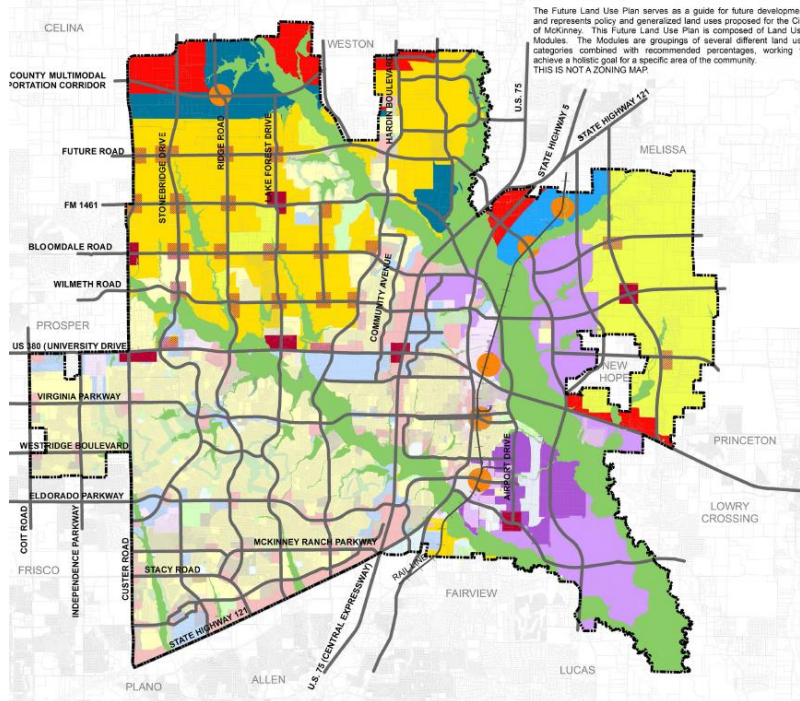 The Future Land Use Plan serves as a guide for future developme
and represents policy and generalized land uses proposed for the Ci
of McKinney. This Future Land Use Plan is composed of Land Us
Modules. The Modules are groupings of several different land us
categories combined with recommended percentages, working
achieve a holistic goal for a specific area of the community.
THIS IS NOT A ZONING MAP.
CELINA
WESTON
COUNTY MULTIMODAL
PORTATION CORRIDOR
HARDIN BOULEVARD
U.S. 75
STATE HIGHWAY 5
STATE HIGHWAY 121
MELISSA
FUTURE ROAD
STONEBRIDGE DRIVE
RIDGE ROAD
LAKE FOREST DRIVE
FM 1461
BLOOMDALE ROAD
WILMETH ROAD
COMMUNITY AVENUE
PROSPER
US 380 (UNIVERSITY DRIVE
NEW
HOPE
VIRGINIA PARKWAY
WESTRIDGE BOULEVARD
PRINCETON
AIRPORT DRIVE
ELDORADO PARKWAY
LOWRY
CROSSING
COIT ROAD
INDEPENDENCE PARKWAY
CUSTER ROAD
MCKINNEY RANCH PARKWAY
STACY ROAD
FRISCO
RAIL LINE
FAIRVIEW
STATE HIGHWAY 121
U.S. 75 (CENTRAL EXPRESSWAY)
LUCAS
ALLEN
PLANO